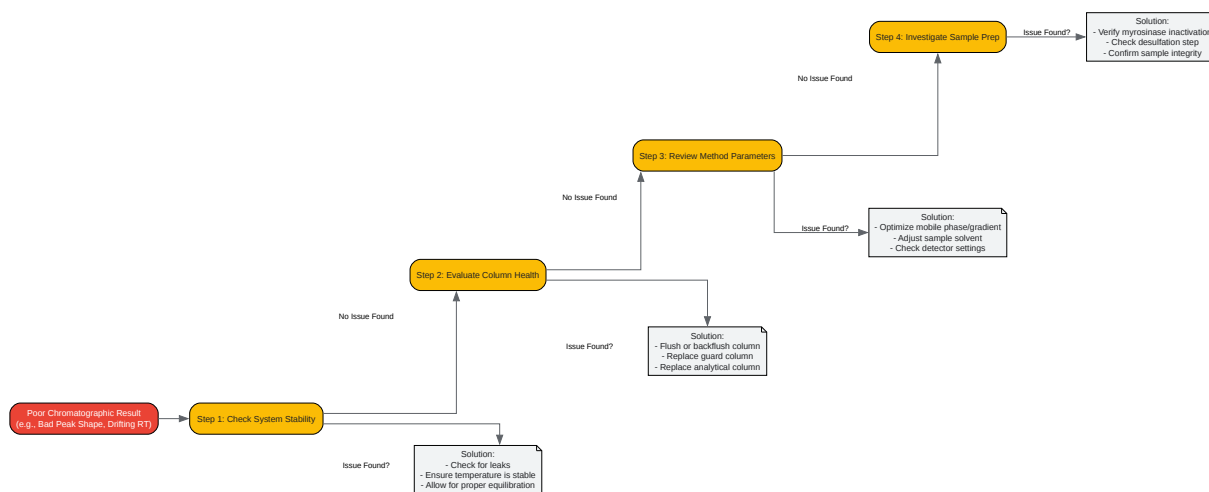 Solution:
- Verify myrosinase inactivation
- Check desulfation step
- Confirm sample integrity
Issue Found?
Step 4: Investigate Sample Prep
No Issue Found
Step 3: Review Method Parameters
No Issue Found
Solution:
- Optimize mobile phase/gradient
- Adjust sample solvent
- Check detector settings
Issue Found?
Step 2: Evaluate Column Health
No Issue Found
Solution:
- Flush or backflush column
- Replace guard column
- Replace analytical column
Issue Found?
Poor Chromatographic Result
(e.g., Bad Peak Shape, Drifting RT)
Step 1: Check System Stability
Issue Found?
Solution:
- Check for leaks
- Ensure temperature is stable
- Allow for proper equilibration